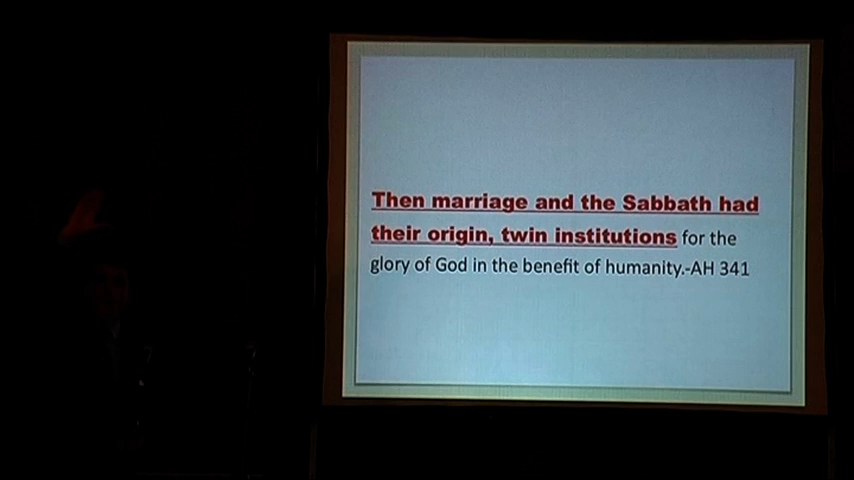 Then marriage and the Sabbath had
their origin, twin institutions for the
glory of God in the benefit of humanity.-AH 341